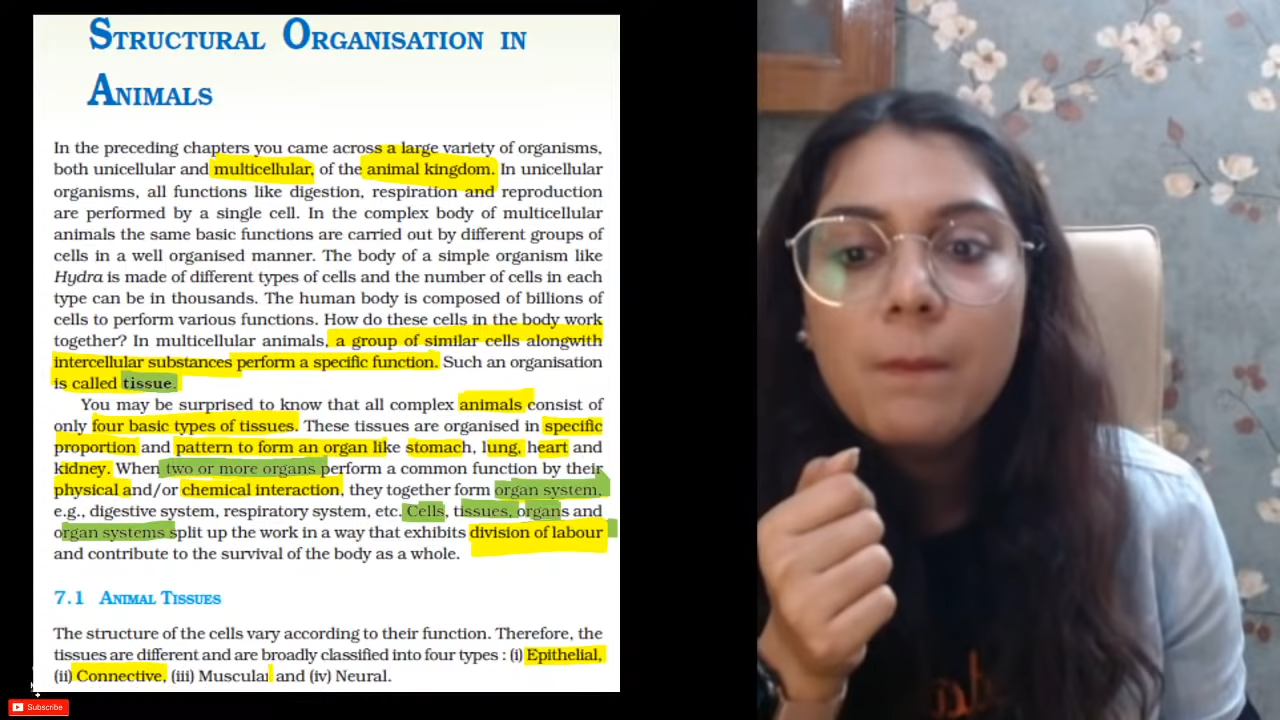 STRUCTURAL ORGANISATION IN
ANIMALS
In the preceding chapters you came across a large variety of organisms,
both unicellular and multicellular, of the animal kingdom. In unicellular
organisms, all functions like digestion, respiration and reproduction
are performed by a single cell. In the complex body of multicellular
animals the same basic functions are carried out by different groups of
cells in a well organised manner. The body of a simple organism like
Hydra is made of different types of cells and the number of cells in each
type can be in thousands. The human body is composed of billions of
cells to perform various functions. How do these cells in the body work
together? In multicellular animals, a group of similar cells alongwith
intercellular substances perform a specific function. Such an organisation
is called tissue.
You may be surprised to know that all complex animals consist of
only four basic types of tissues. These tissues are organised in specific
proportion and pattern to form an organ like stomach, lung, heart and
kidney. When two or more organs perform a common function by their
physical and/or chemical interaction, they together form organ system,
e.g., digestive system, respiratory system, etc. Cells, tissues, organs and
organ systems split up the work in a way that exhibits division of labour
and contribute to the survival of the body as a whole.
7.1 ANIMAL TISSUES
The structure of the cells vary according to their function. Therefore, the
tissues are different and are broadly classified into four types : (i) Epithelial,
(ii) Connective, (iii) Muscular and (iv) Neural.
Subscribe